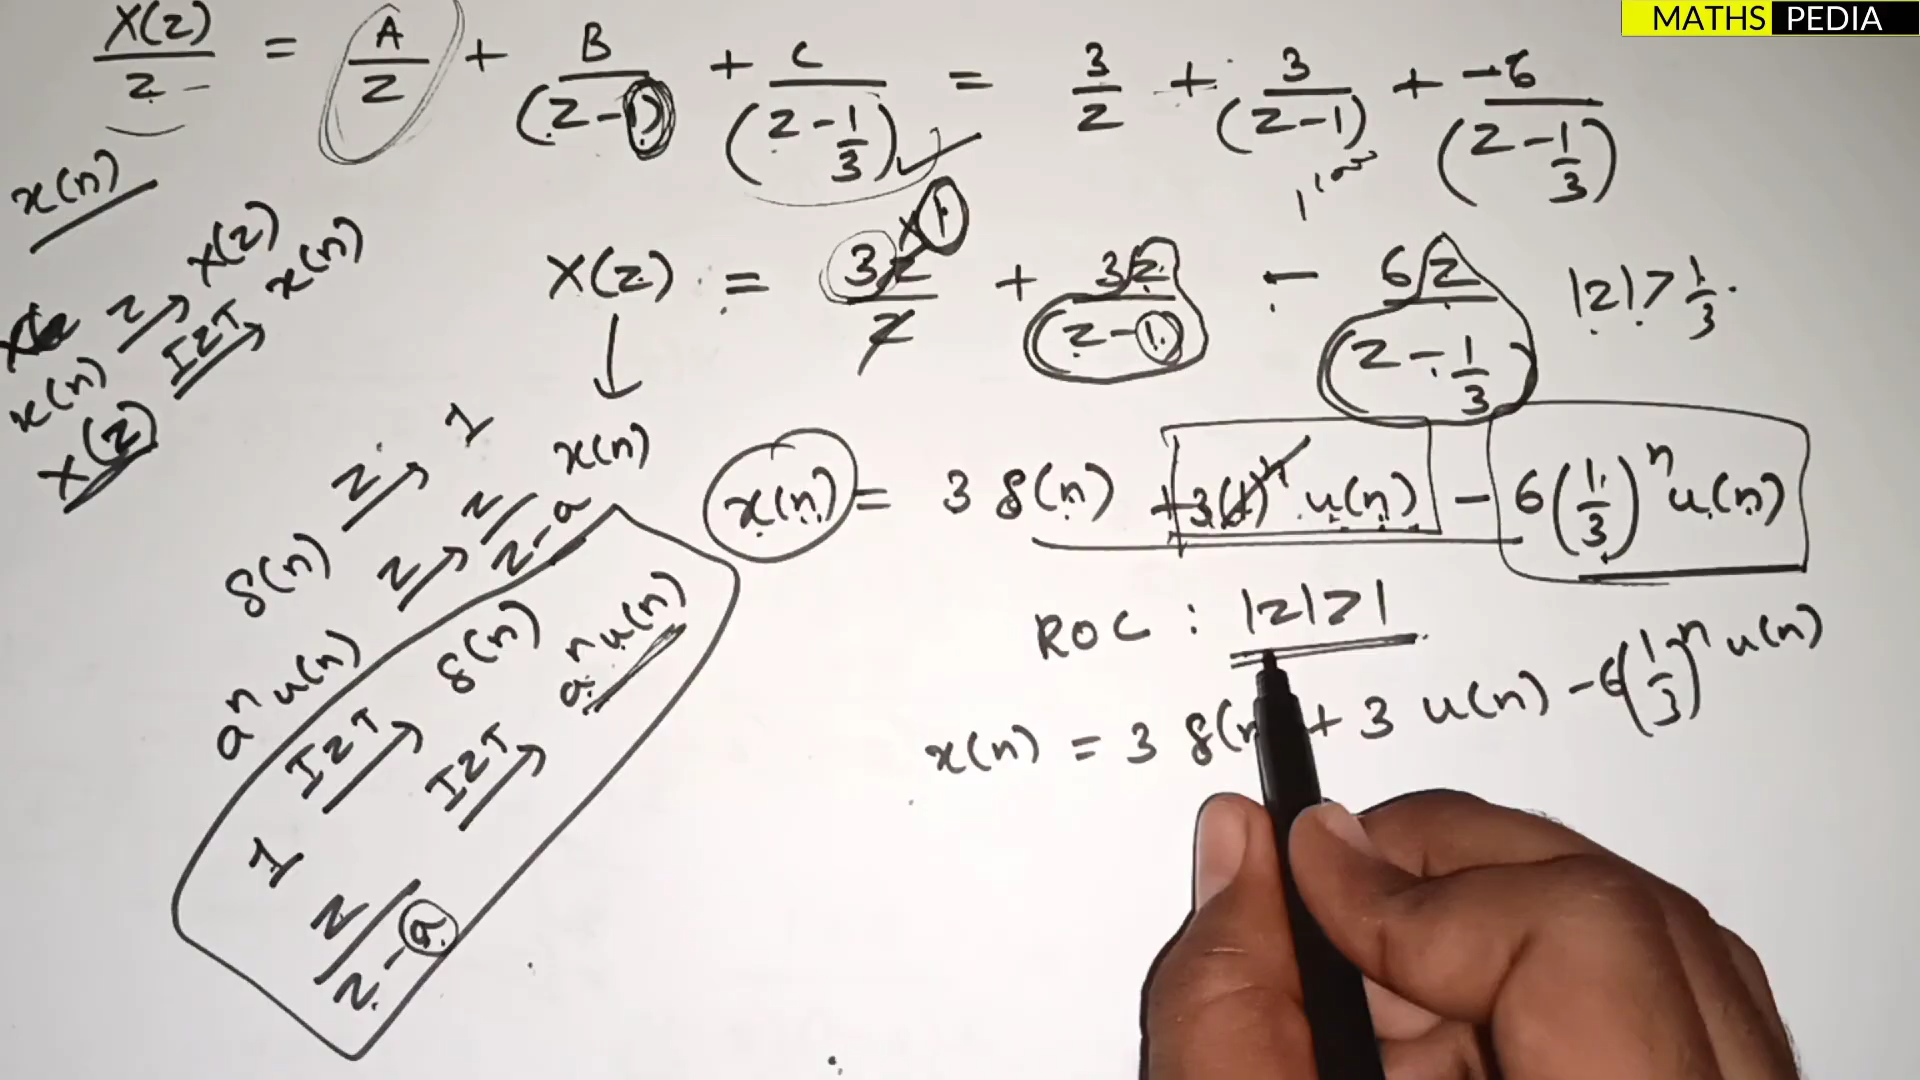 MATHS PEDIA
X(z)/z = A/z + B/(z-1) + C/(z-1/3) = 3/z + 3/(z-1) + -6/(z-1/3)
x(n)
X(z) = 3z/z ×1 + 3z/(z-1) - 6z/(z-1/3) |z|>1/3
x(n) Z→ X(z)
X(z) IZT→ x(n)
x(n)
x(n) = 3 δ(n) +3(1)^n u(n) - 6(1/3)^n u(n)
δ(n) Z→ 1
a^n u(n) Z→ z/z-a
ROC : |z|>1
x(n) = 3 δ(n + 3 u(n) - 6(1/3)^n u(n)
1 IZT→ δ(n)
z/z-a IZT→ a^n u(n)